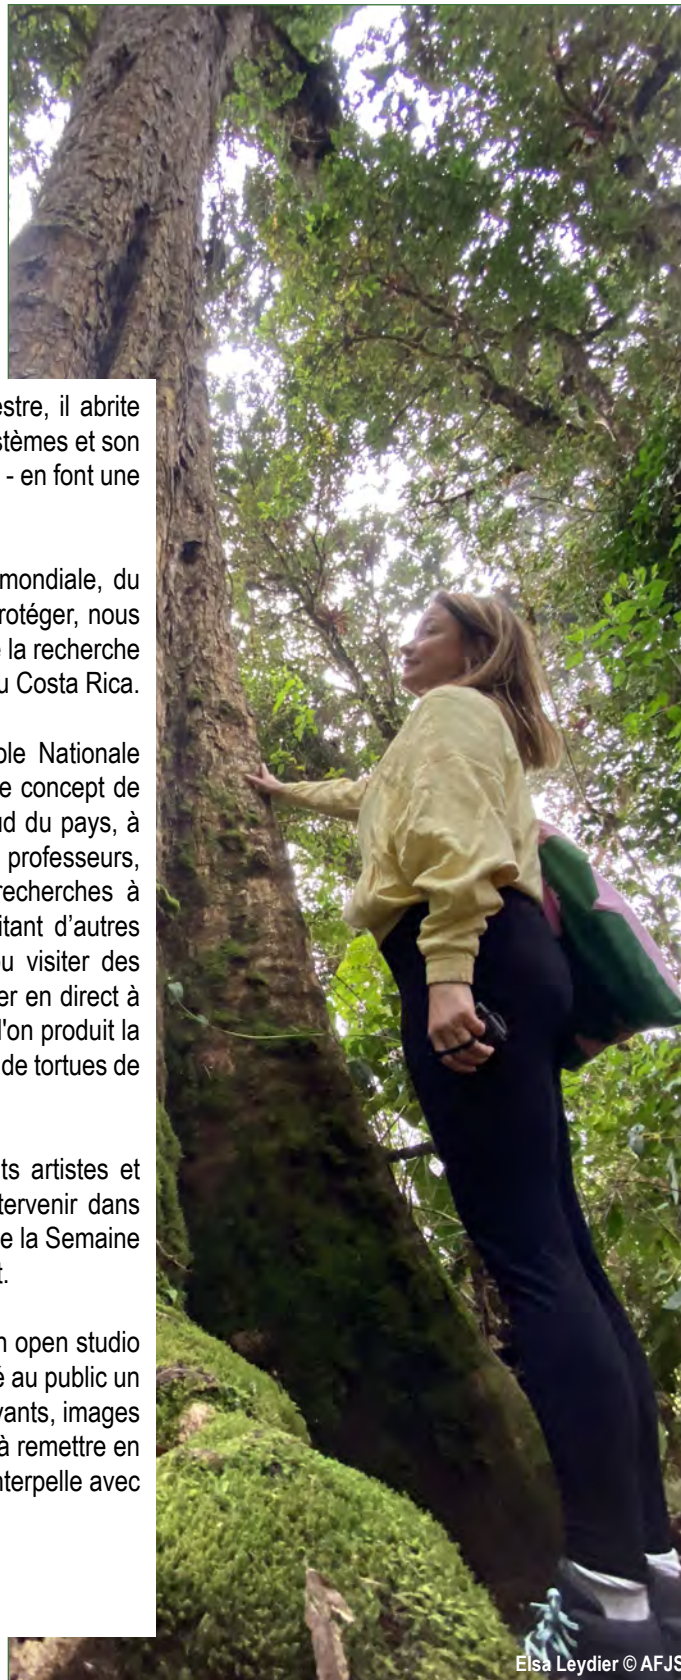 estre, il abrite
stèmes et son
- en font une
mondiale, du
rotéger, nous
la recherche
u Costa Rica.
ole Nationale
e concept de
ud du pays, à
professeurs,
recherches à
itant d’autres
ou visiter des
er en direct à
l'on produit la
de tortues de
ts artistes et
tervenir dans
e la Semaine
t.
n open studio
é au public un
vants, images
à remettre en
nterpelle avec
Elsa Leydier © AFJS